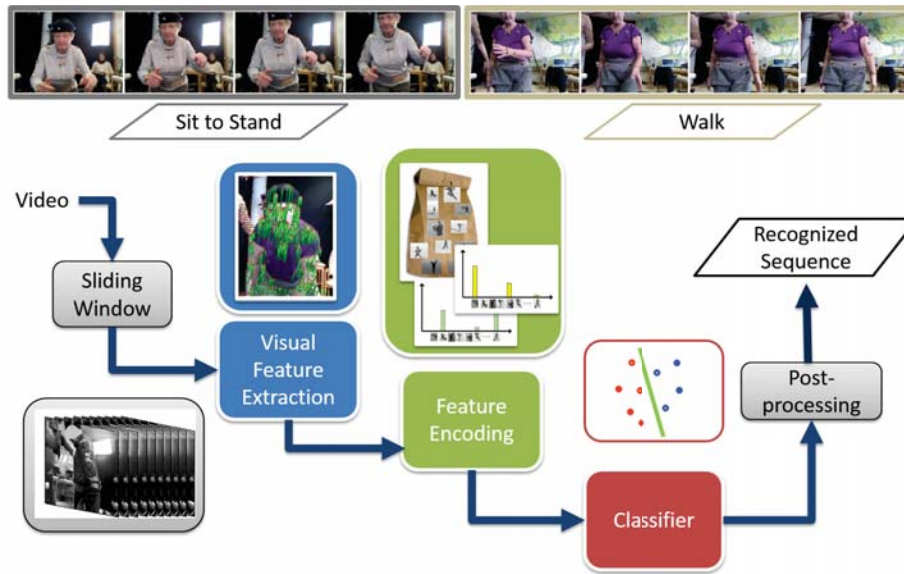 Sit to Stand
Walk
Video
Sliding
Window
Visual
Feature
Extraction
Feature
Encoding
Classifier
Post-
processing
Recognized
Sequence